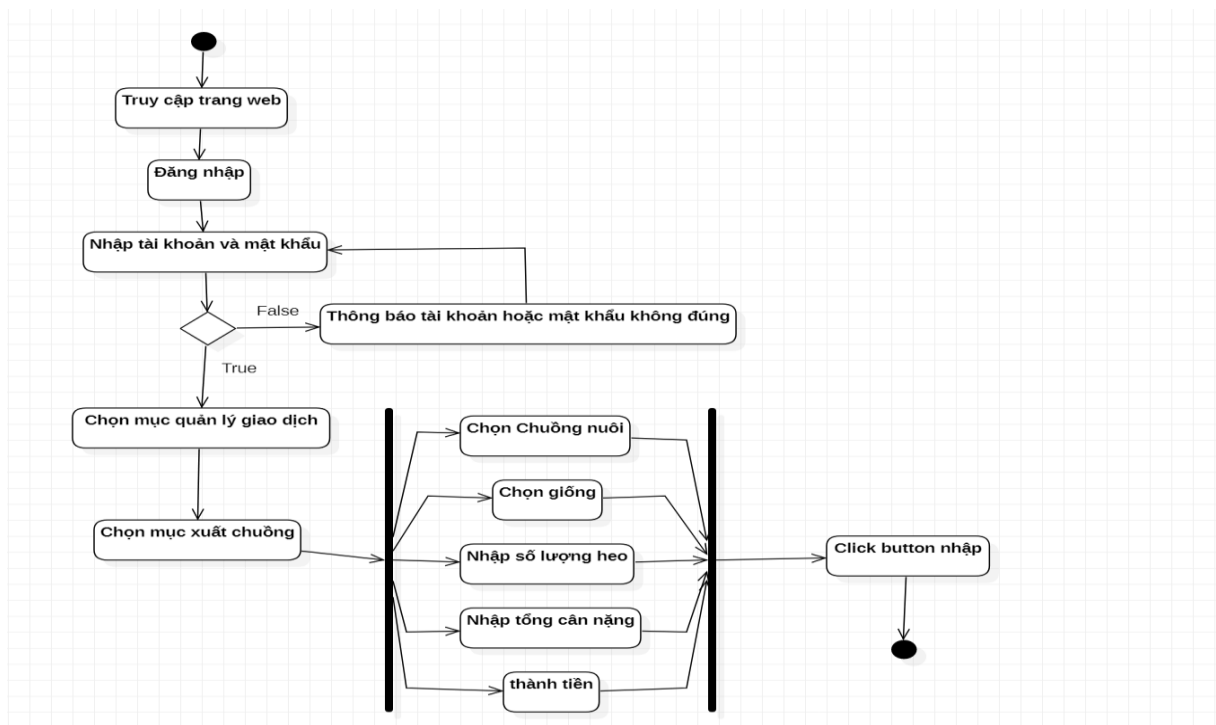 Truy cập trang web
Đăng nhập
Nhập tài khoản và mật khẩu
False
Thông báo tài khoản hoặc mật khẩu không đúng
True
Chọn mục quản lý giao dịch
Chọn mục xuất chuồng
Chọn Chuồng nuôi
Chọn giống
Nhập số lượng heo
Nhập tổng cân nặng
thành tiền
Click button nhập